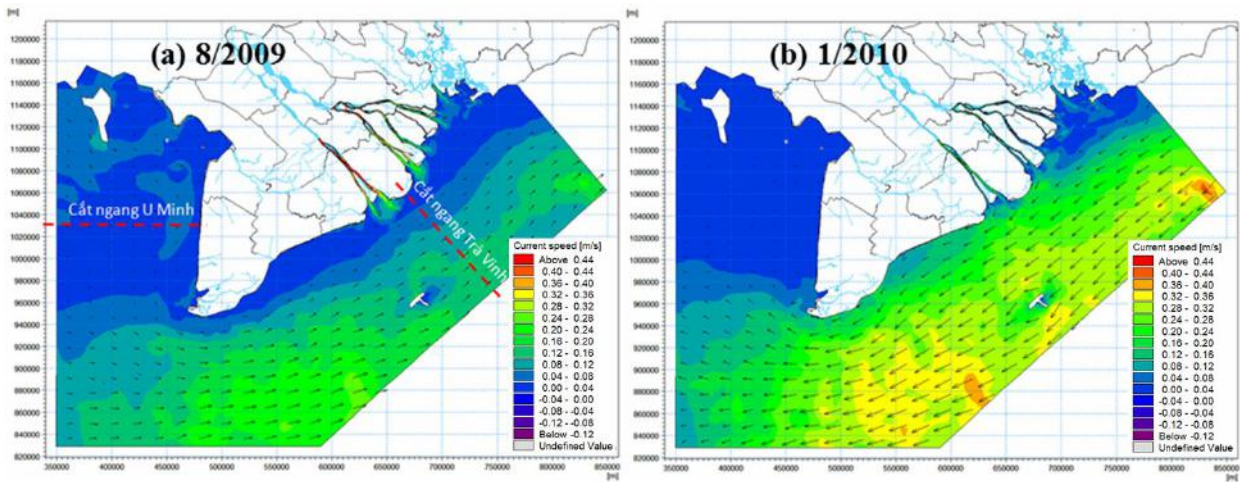 [m]
(a) 8/2009
1140000
1120000
1100000
1080000
1060000
1040000
1020000
1000000
980000
960000
940000
920000
900000
880000
860000
840000
820000
Cắt ngang U Minh
Cắt ngang Trà Vinh
Current speed [m/s]
Above 0.44
0.40 - 0.44
0.36 - 0.40
0.32 - 0.36
0.28 - 0.32
0.24 - 0.28
0.20 - 0.24
0.16 - 0.20
0.12 - 0.16
0.08 - 0.12
0.04 - 0.08
0.00 - 0.04
-0.04 - 0.00
-0.08 - -0.04
-0.12 - -0.08
Below -0.12
Undefined Value
350000 400000 450000 500000 550000 600000 650000 700000 750000 800000 850000
[m]
[m]
(b) 1/2010
1140000
1120000
1100000
1080000
1060000
1040000
1020000
1000000
980000
960000
940000
920000
900000
880000
860000
840000
820000
Current speed [m/s]
Above 0.44
0.40 - 0.44
0.36 - 0.40
0.32 - 0.36
0.28 - 0.32
0.24 - 0.28
0.20 - 0.24
0.16 - 0.20
0.12 - 0.16
0.08 - 0.12
0.04 - 0.08
0.00 - 0.04
-0.04 - 0.00
-0.08 - -0.04
-0.12 - -0.08
Below -0.12
Undefined Value
350000 400000 450000 500000 550000 600000 650000 700000 750000 800000 850000
[m]